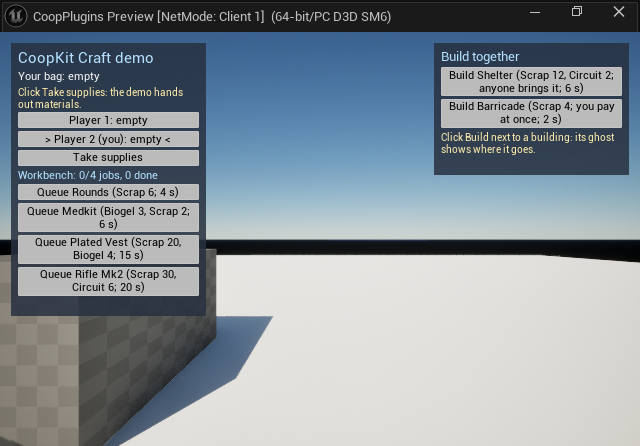 CoopPlugins Preview [NetMode: Client 1] (64-bit/PC D3D SM6)
CoopKit Craft demo
Your bag: empty
Click Take supplies: the demo hands
out materials.
Player 1: empty
> Player 2 (you): empty <
Take supplies
Workbench: 0/4 jobs, 0 done
Queue Rounds (Scrap 6; 4 s)
Queue Medkit (Biogel 3, Scrap 2;
6 s)
Queue Plated Vest (Scrap 20,
Biogel 4; 15 s)
Queue Rifle Mk2 (Scrap 30,
Circuit 6; 20 s)
Build together
Build Shelter (Scrap 12, Circuit 2;
anyone brings it; 6 s)
Build Barricade (Scrap 4; you pay
at once; 2 s)
Click Build next to a building: its ghost
shows where it goes.